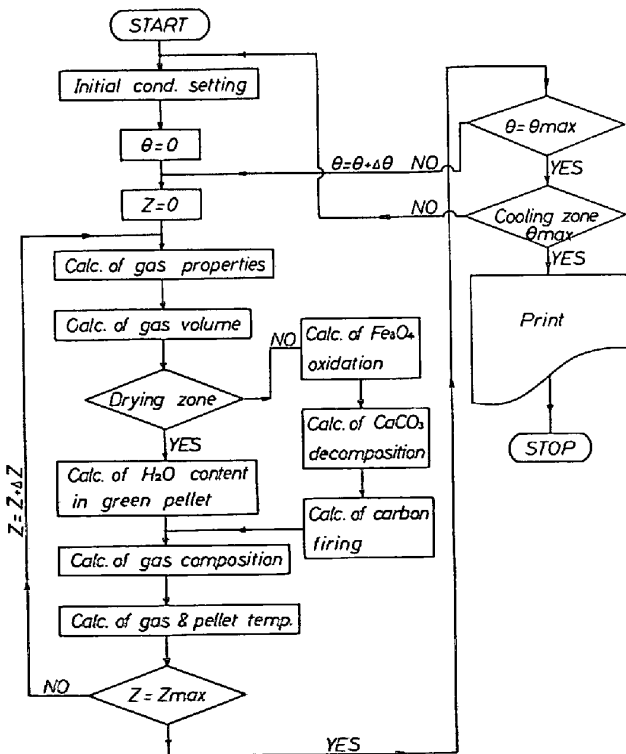 START
Initial cond. setting
θ=0
Z=0
Calc. of gas properties
Calc. of gas volume
Drying zone
NO
YES
Calc. of H₂O content
in green pellet
Calc. of Fe₃O₄
oxidation
Calc. of CaCO₃
decomposition
Calc. of carbon
firing
Calc. of gas composition
Calc. of gas & pellet temp.
Z = Zmax
NO
YES
Z = Z+ΔZ
θ = θmax
NO
θ=θ+Δθ
YES
Cooling zone
θmax
NO
YES
Print
STOP